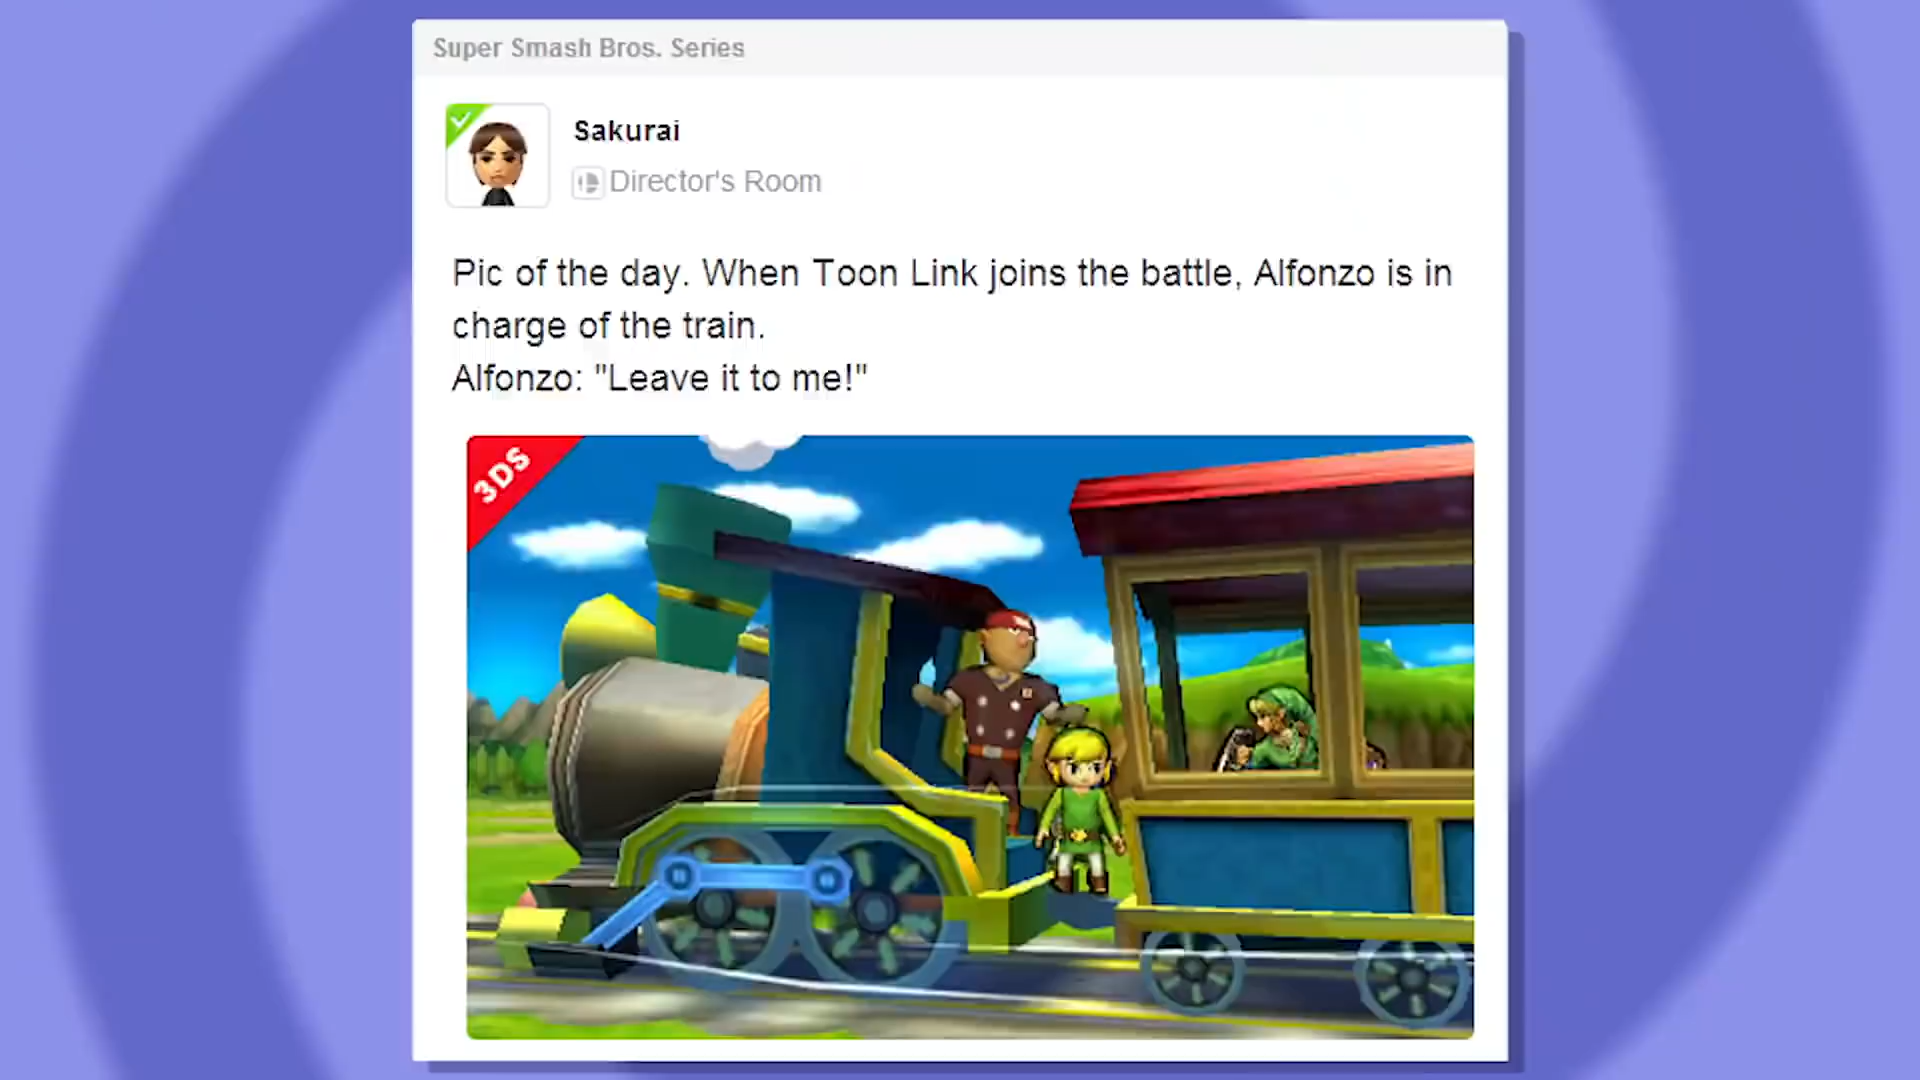 Super Smash Bros. Series
Sakurai
Director's Room
Pic of the day. When Toon Link joins the battle, Alfonzo is in
charge of the train.
Alfonzo: "Leave it to me!"
3DS